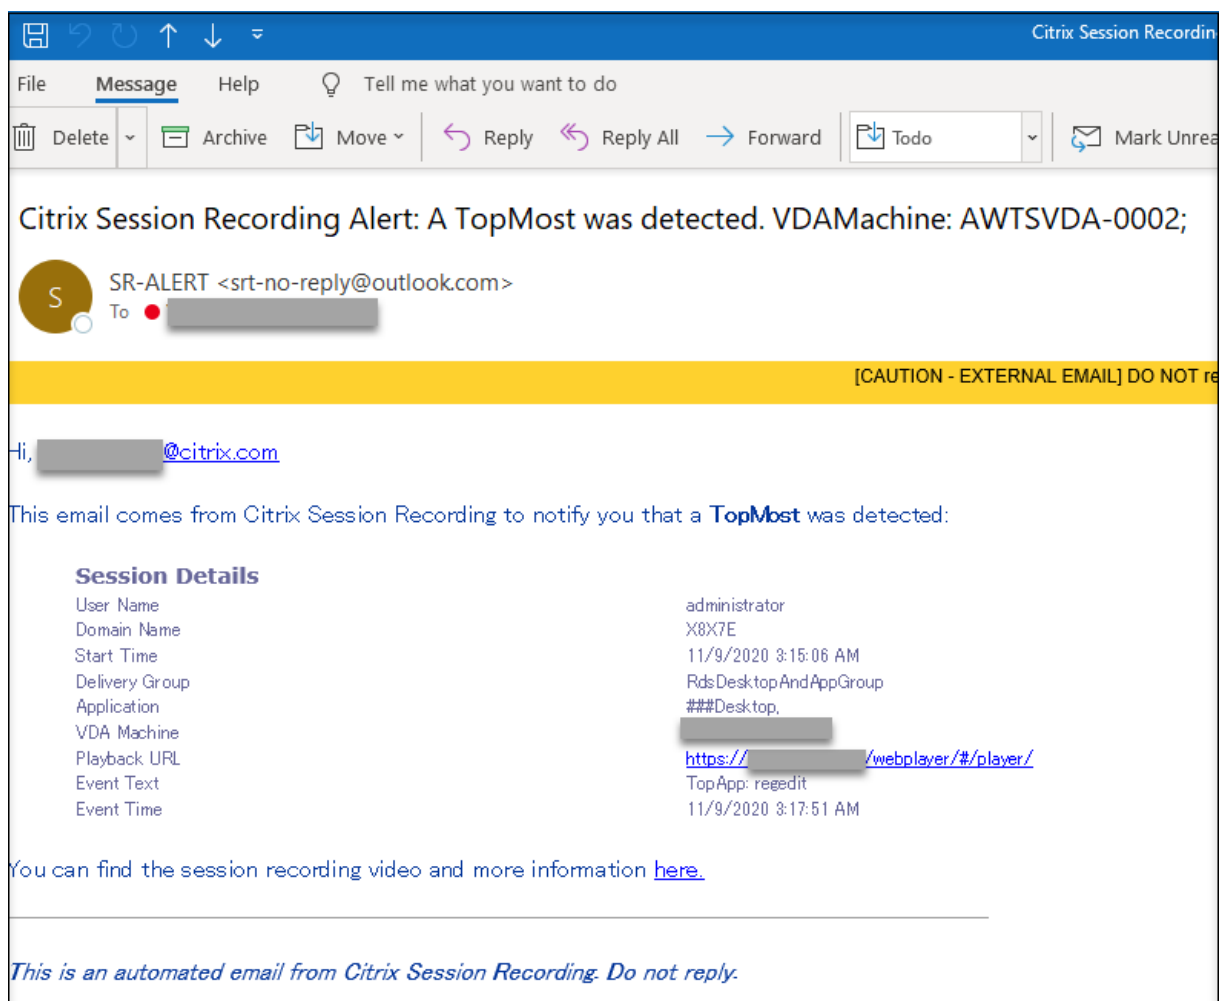 Citrix Session Recordin
File Message Help Tell me what you want to do
Delete Archive Move Reply Reply All Forward Todo Mark Unrea
Citrix Session Recording Alert: A TopMost was detected. VDAMachine: AWTSVDA-0002;
S SR-ALERT <srt-no-reply@outlook.com>
To
[CAUTION - EXTERNAL EMAIL] DO NOT re
Hi, @citrix.com
This email comes from Citrix Session Recording to notify you that a TopMost was detected:
Session Details
User Name administrator
Domain Name X8X7E
Start Time 11/9/2020 3:15:06 AM
Delivery Group RdsDesktopAndAppGroup
Application ###Desktop,
VDA Machine
Playback URL https:// /webplayer/#/player/
Event Text TopApp: regedit
Event Time 11/9/2020 3:17:51 AM
You can find the session recording video and more information here.
This is an automated email from Citrix Session Recording. Do not reply.